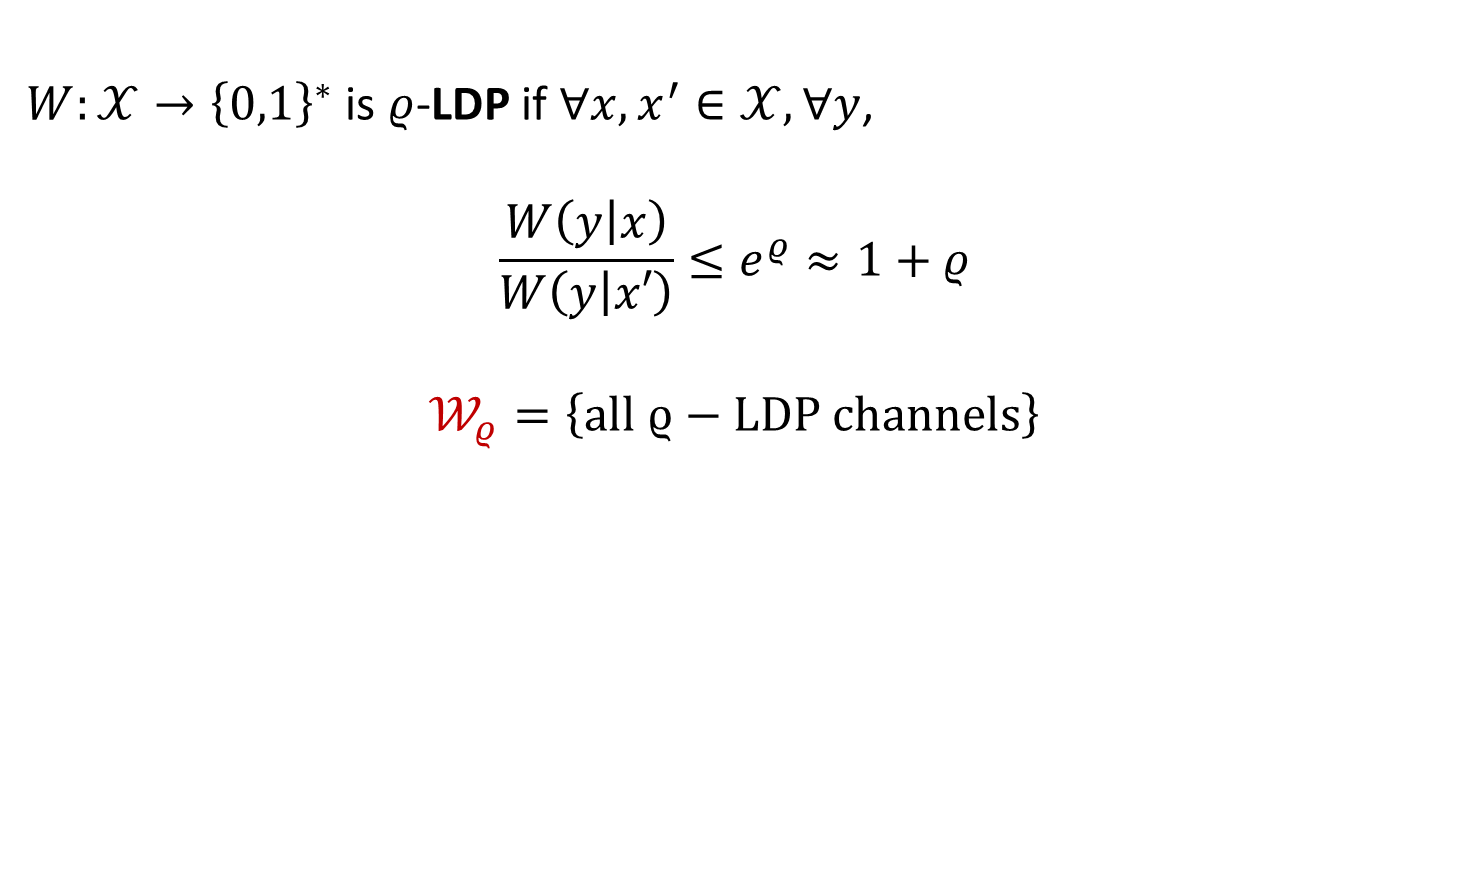 W: 𝒳 → {0,1}* is ϱ-LDP if ∀x, x′ ∈ 𝒳, ∀y,
W(y|x)
W(y|x′) ≤ e^ϱ ≈ 1 + ϱ
𝒲_ϱ = {all ϱ − LDP channels}